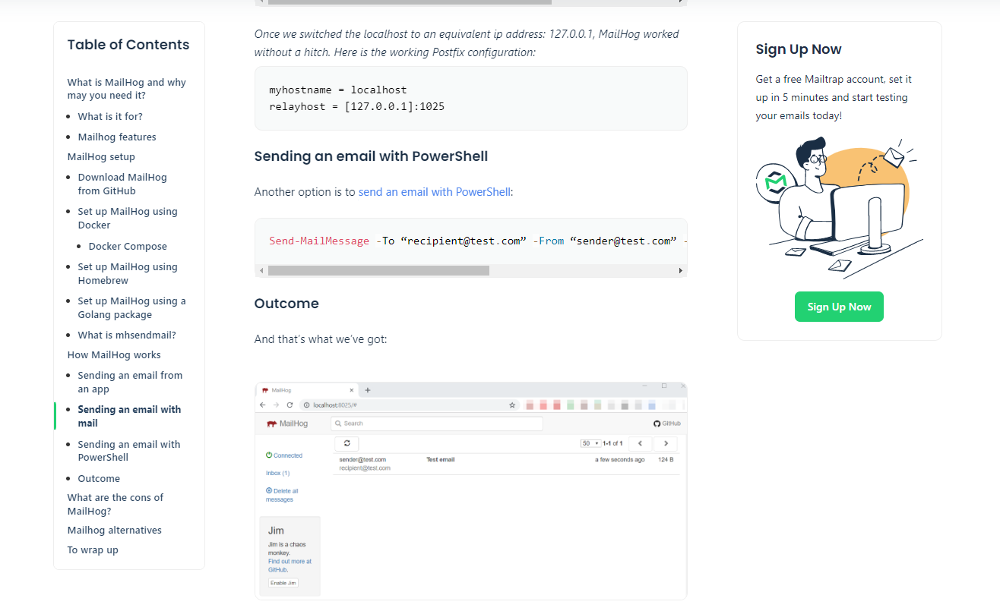 Table of Contents
What is MailHog and why
may you need it?
What is it for?
Mailhog features
MailHog setup
Download MailHog
from GitHub
Set up MailHog using
Docker
Docker Compose
Set up MailHog using
Homebrew
Set up MailHog using a
Golang package
What is mhsendmail?
How MailHog works
Sending an email from
an app
Sending an email with
mail
Sending an email with
PowerShell
Outcome
What are the cons of
MailHog?
Mailhog alternatives
To wrap up
Once we switched the localhost to an equivalent ip address: 127.0.0.1, MailHog worked
without a hitch. Here is the working Postfix configuration:
myhostname = localhost
relayhost = [127.0.0.1]:1025
Sending an email with PowerShell
Another option is to send an email with PowerShell:
Send-MailMessage -To “recipient@test.com” -From “sender@test.com” -
Outcome
And that’s what we’ve got:
MailHog
localhost:8025/#
MailHog
Search
GitHub
50
1-1 of 1
Connected
Inbox (1)
Delete all
messages
sender@test.com Test email a few seconds ago 124 B
recipient@test.com
Jim
Jim is a chaos
monkey.
Find out more at
GitHub.
Enable Jim
Sign Up Now
Get a free Mailtrap account, set it
up in 5 minutes and start testing
your emails today!
Sign Up Now